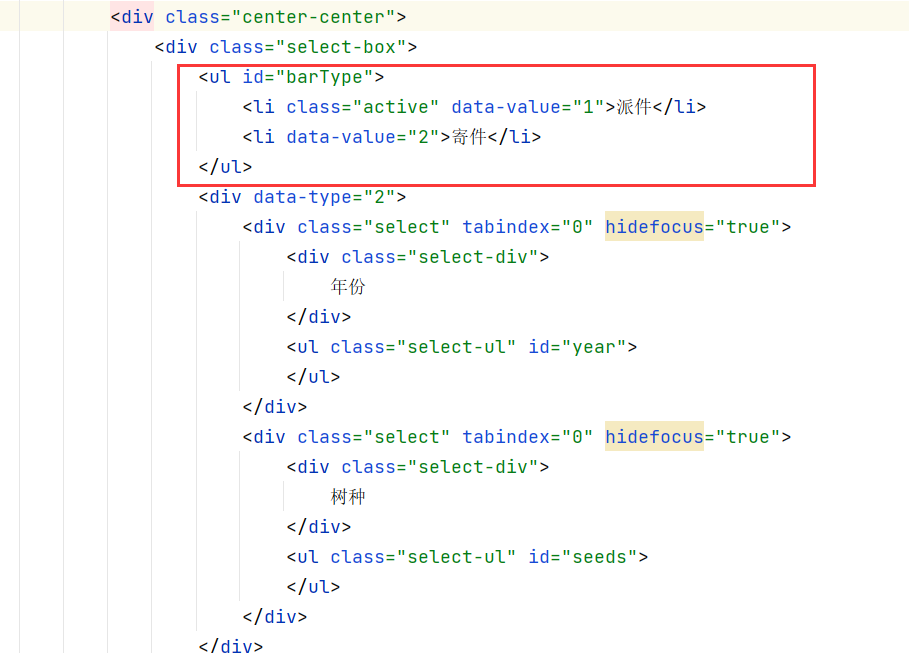 <div class="center-center">
<div class="select-box">
<ul id="barType">
<li class="active" data-value="1">派件</li>
<li data-value="2">寄件</li>
</ul>
<div data-type="2">
<div class="select" tabindex="0" hidefocus="true">
<div class="select-div">
年份
</div>
<ul class="select-ul" id="year">
</ul>
</div>
<div class="select" tabindex="0" hidefocus="true">
<div class="select-div">
树种
</div>
<ul class="select-ul" id="seeds">
</ul>
</div>
</div>